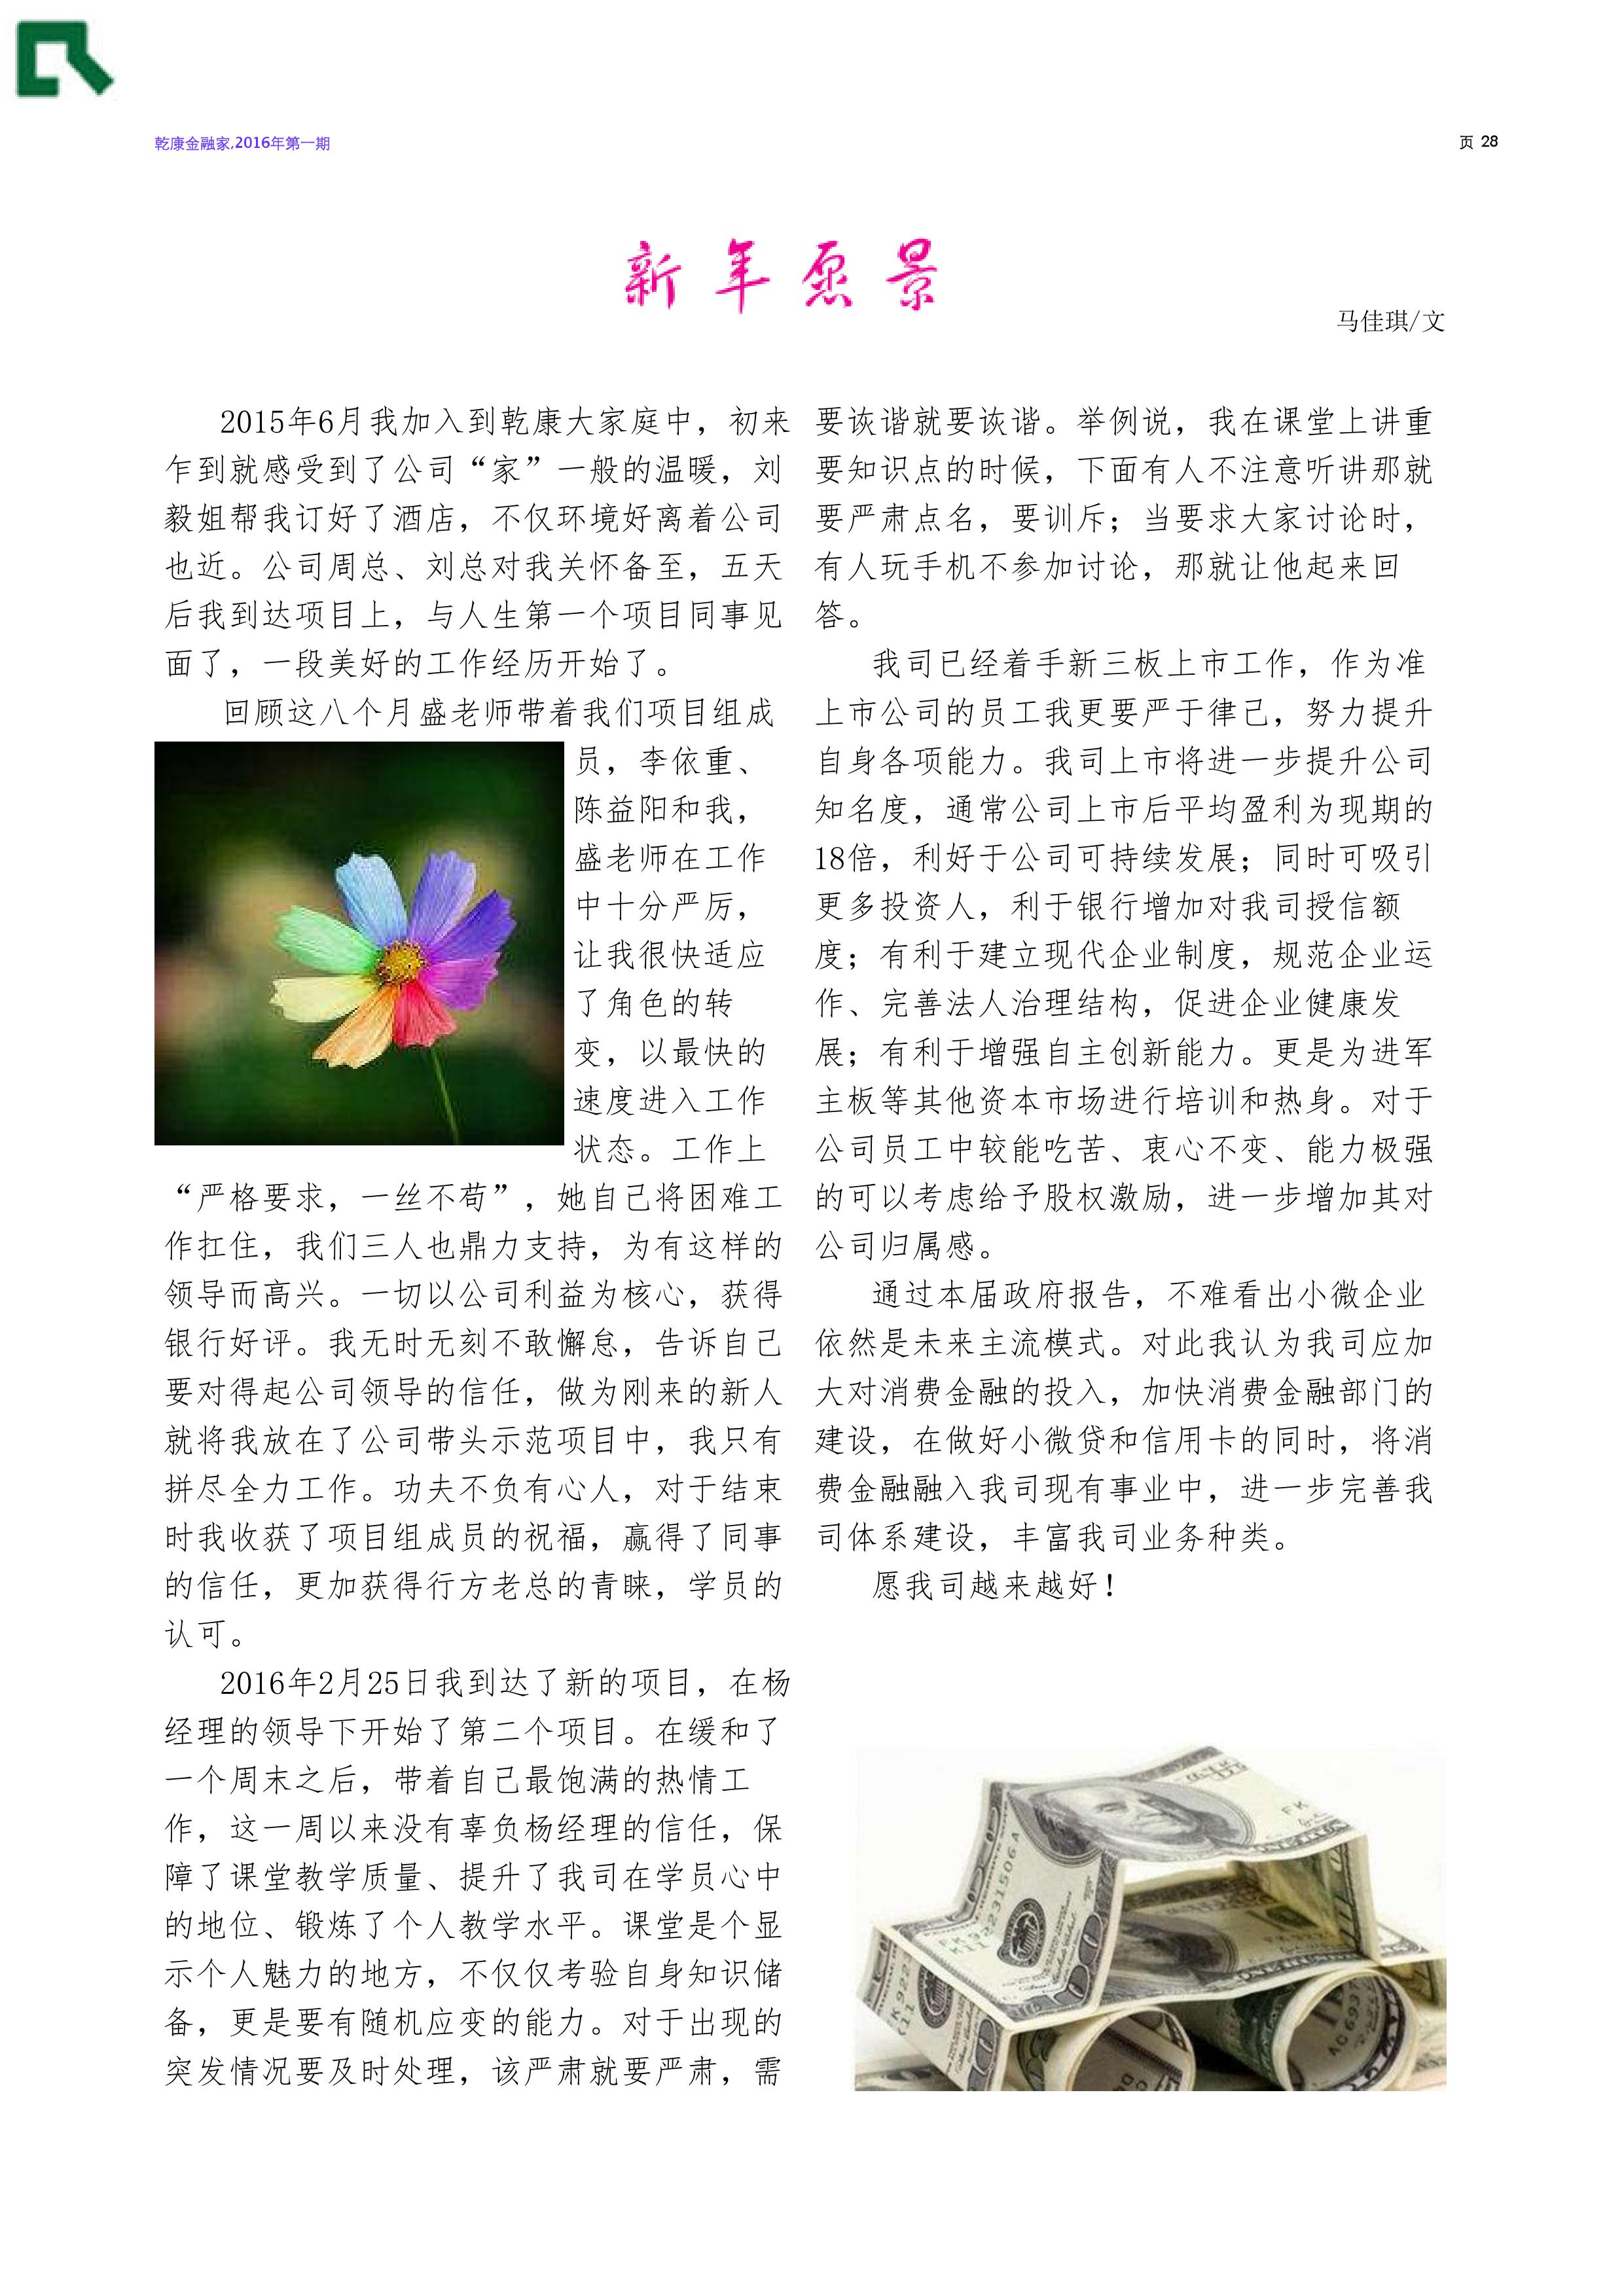 乾康金融家,2016年第一期
页 28
新年愿景
马佳琪/文
2015年6月我加入到乾康大家庭中，初来
乍到就感受到了公司“家”一般的温暖，刘
毅姐帮我订好了酒店，不仅环境好离着公司
也近。公司周总、刘总对我关怀备至，五天
后我到达项目上，与人生第一个项目同事见
面了，一段美好的工作经历开始了。
回顾这八个月盛老师带着我们项目组成
员，李依重、
陈益阳和我，
盛老师在工作
中十分严厉，
让我很快适应
了角色的转
变，以最快的
速度进入工作
状态。工作上
“严格要求，一丝不苟”，她自己将困难工
作扛住，我们三人也鼎力支持，为有这样的
领导而高兴。一切以公司利益为核心，获得
银行好评。我无时无刻不敢懈怠，告诉自己
要对得起公司领导的信任，做为刚来的新人
就将我放在了公司带头示范项目中，我只有
拼尽全力工作。功夫不负有心人，对于结束
时我收获了项目组成员的祝福，赢得了同事
的信任，更加获得行方老总的青睐，学员的
认可。
2016年2月25日我到达了新的项目，在杨
经理的领导下开始了第二个项目。在缓和了
一个周末之后，带着自己最饱满的热情工
作，这一周以来没有辜负杨经理的信任，保
障了课堂教学质量、提升了我司在学员心中
的地位、锻炼了个人教学水平。课堂是个显
示个人魅力的地方，不仅仅考验自身知识储
备，更是要有随机应变的能力。对于出现的
突发情况要及时处理，该严肃就要严肃，需
要诙谐就要诙谐。举例说，我在课堂上讲重
要知识点的时候，下面有人不注意听讲那就
要严肃点名，要训斥；当要求大家讨论时，
有人玩手机不参加讨论，那就让他起来回
答。
我司已经着手新三板上市工作，作为准
上市公司的员工我更要严于律己，努力提升
自身各项能力。我司上市将进一步提升公司
知名度，通常公司上市后平均盈利为现期的
18倍，利好于公司可持续发展；同时可吸引
更多投资人，利于银行增加对我司授信额
度；有利于建立现代企业制度，规范企业运
作、完善法人治理结构，促进企业健康发
展；有利于增强自主创新能力。更是为进军
主板等其他资本市场进行培训和热身。对于
公司员工中较能吃苦、衷心不变、能力极强
的可以考虑给予股权激励，进一步增加其对
公司归属感。
通过本届政府报告，不难看出小微企业
依然是未来主流模式。对此我认为我司应加
大对消费金融的投入，加快消费金融部门的
建设，在做好小微贷和信用卡的同时，将消
费金融融入我司现有事业中，进一步完善我
司体系建设，丰富我司业务种类。
愿我司越来越好！